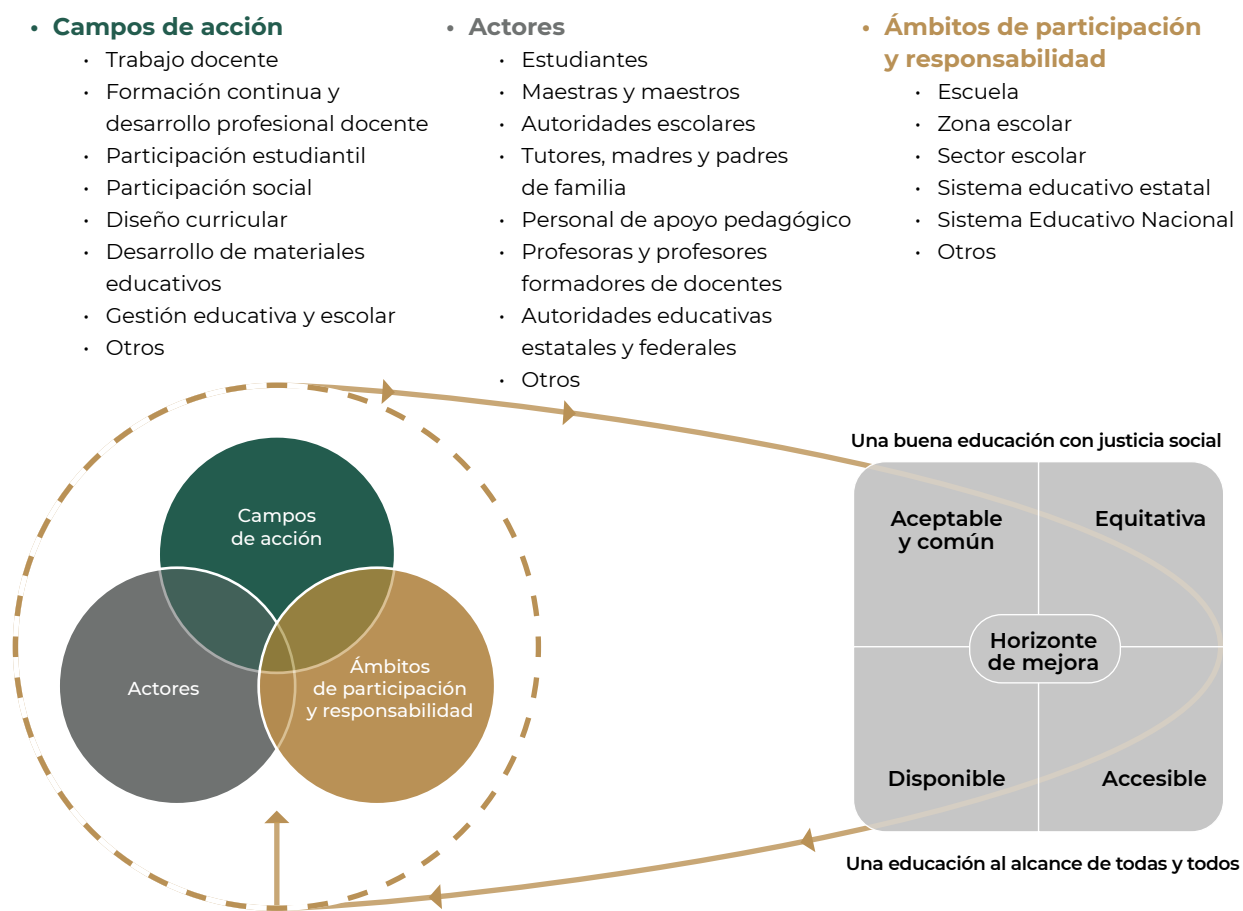 • Campos de acción
• Trabajo docente
• Formación continua y
desarrollo profesional docente
• Participación estudiantil
• Participación social
• Diseño curricular
• Desarrollo de materiales
educativos
• Gestión educativa y escolar
• Otros
• Actores
• Estudiantes
• Maestras y maestros
• Autoridades escolares
• Tutores, madres y padres
de familia
• Personal de apoyo pedagógico
• Profesoras y profesores
formadores de docentes
• Autoridades educativas
estatales y federales
• Otros
• Ámbitos de participación
y responsabilidad
• Escuela
• Zona escolar
• Sector escolar
• Sistema educativo estatal
• Sistema Educativo Nacional
• Otros
Campos
de acción
Actores
Ámbitos
de participación
y responsabilidad
Una buena educación con justicia social
Aceptable
y común
Equitativa
Horizonte
de mejora
Disponible
Accesible
Una educación al alcance de todas y todos